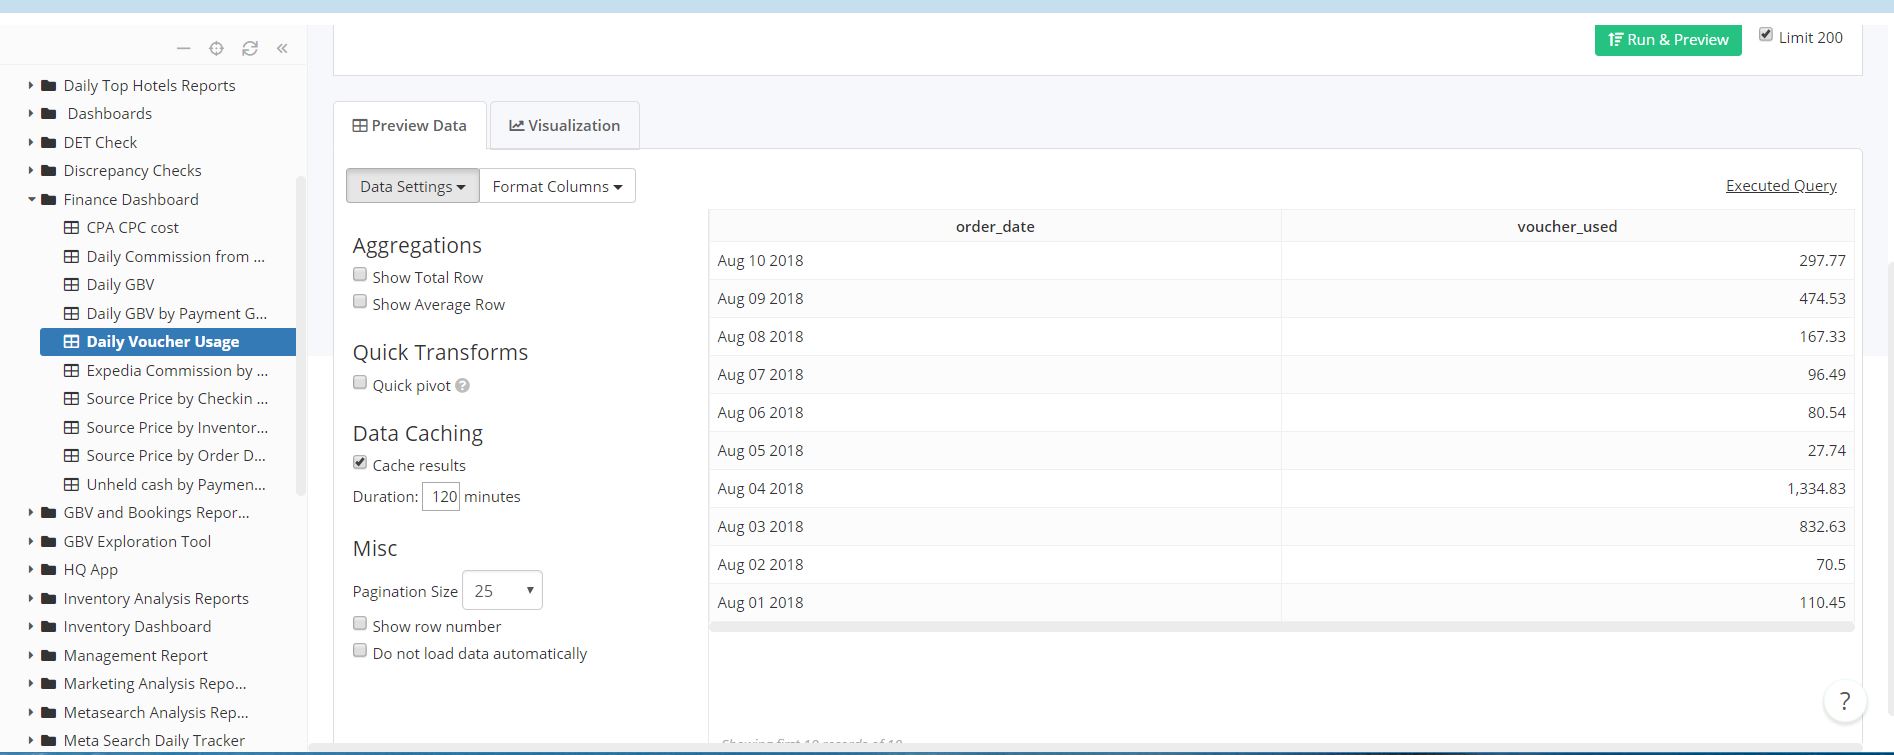 Run & Preview
Limit 200
Daily Top Hotels Reports
Dashboards
DET Check
Discrepancy Checks
Finance Dashboard
CPA CPC cost
Daily Commission from ...
Daily GBV
Daily GBV by Payment G...
Daily Voucher Usage
Expedia Commission by ...
Source Price by Checkin ...
Source Price by Inventor...
Source Price by Order D...
Unheld cash by Paymen...
GBV and Bookings Repor...
GBV Exploration Tool
HQ App
Inventory Analysis Reports
Inventory Dashboard
Management Report
Marketing Analysis Repo...
Metasearch Analysis Rep...
Meta Search Daily Tracker
Preview Data
Visualization
Data Settings
Format Columns
Executed Query
Aggregations
Show Total Row
Show Average Row
Quick Transforms
Quick pivot ?
Data Caching
Cache results
Duration: 120 minutes
Misc
Pagination Size 25
Show row number
Do not load data automatically
order_date voucher_used
Aug 10 2018 297.77
Aug 09 2018 474.53
Aug 08 2018 167.33
Aug 07 2018 96.49
Aug 06 2018 80.54
Aug 05 2018 27.74
Aug 04 2018 1,334.83
Aug 03 2018 832.63
Aug 02 2018 70.5
Aug 01 2018 110.45
Showing first 10 records of 10
?